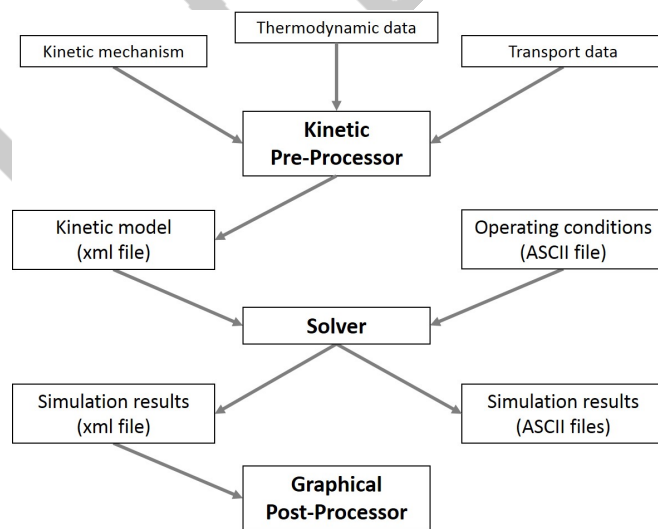 Thermodynamic data
Kinetic mechanism
Transport data
Kinetic
Pre-Processor
Kinetic model
(xml file)
Operating conditions
(ASCII file)
Solver
Simulation results
(xml file)
Simulation results
(ASCII files)
Graphical
Post-Processor